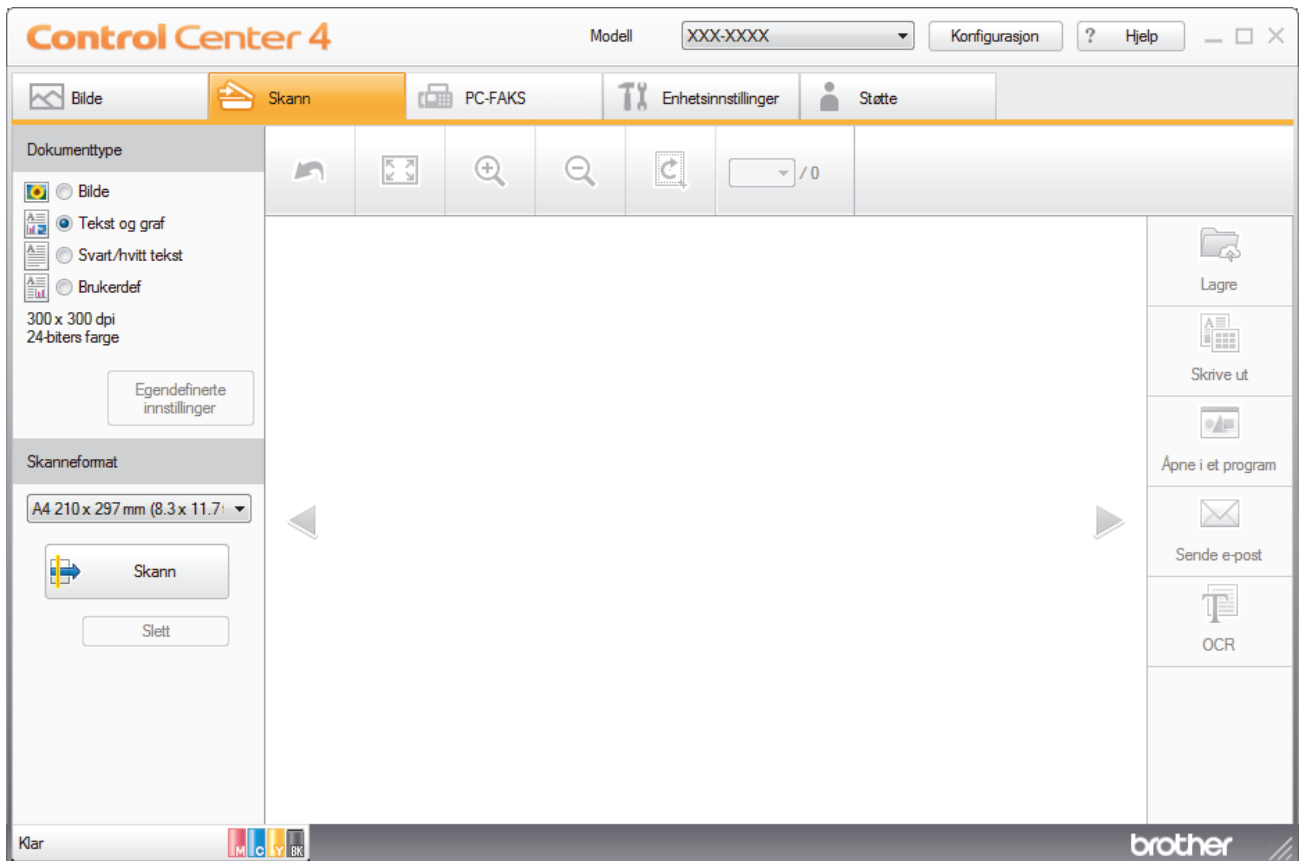 Control Center 4
Modell
XXX-XXXX
Konfigurasjon
? Hjelp
Bilde
Skann
PC-FAKS
Enhetsinnstillinger
Støtte
Dokumenttype
Bilde
Tekst og graf
Svart/hvitt tekst
Brukerdef
300 x 300 dpi
24-biters farge
Egendefinerte
innstillinger
Skanneformat
A4 210 x 297 mm (8.3 x 11.7
Skann
Slett
/ 0
Lagre
Skrive ut
Åpne i et program
Sende e-post
OCR
Klar
M C Y BK
brother